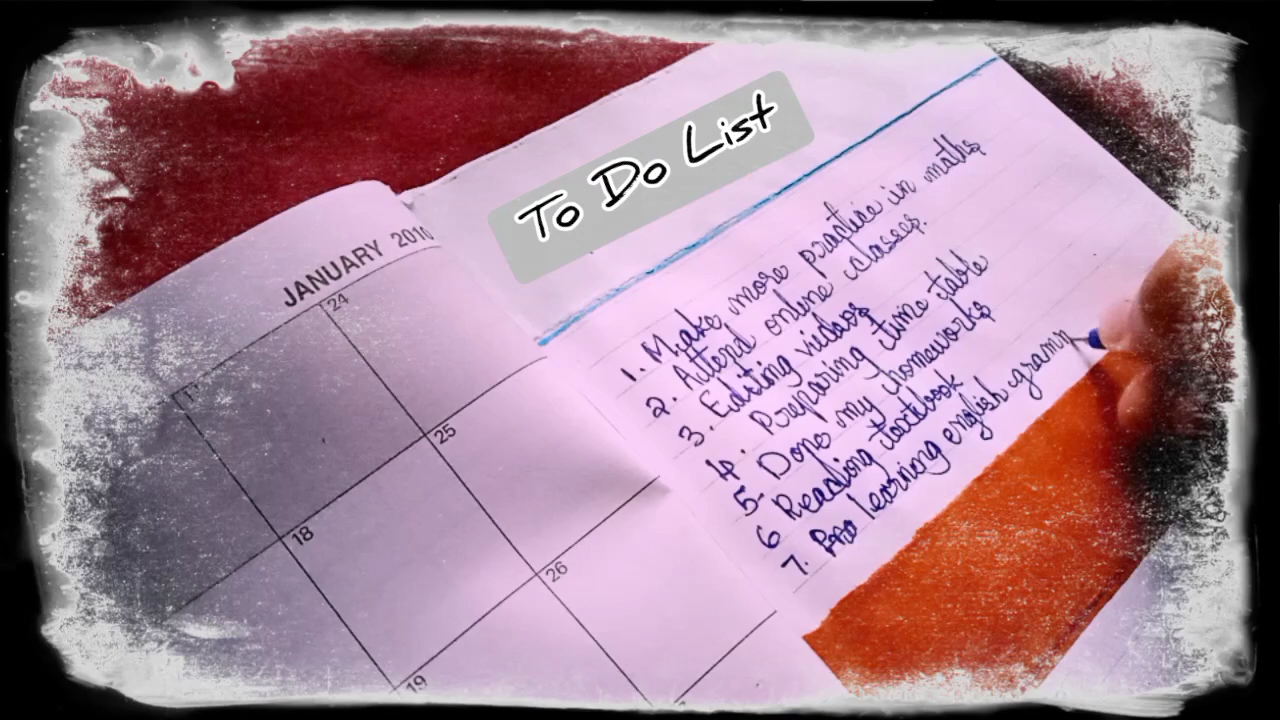 To Do List
1. Make more practice in maths
2. Attend online classes.
3. Editing videos
4. Preparing time table
5. Done my homeworks
6 Reading textbook
7. learning english gramm
JANUARY 2010
24
25
18
26
19